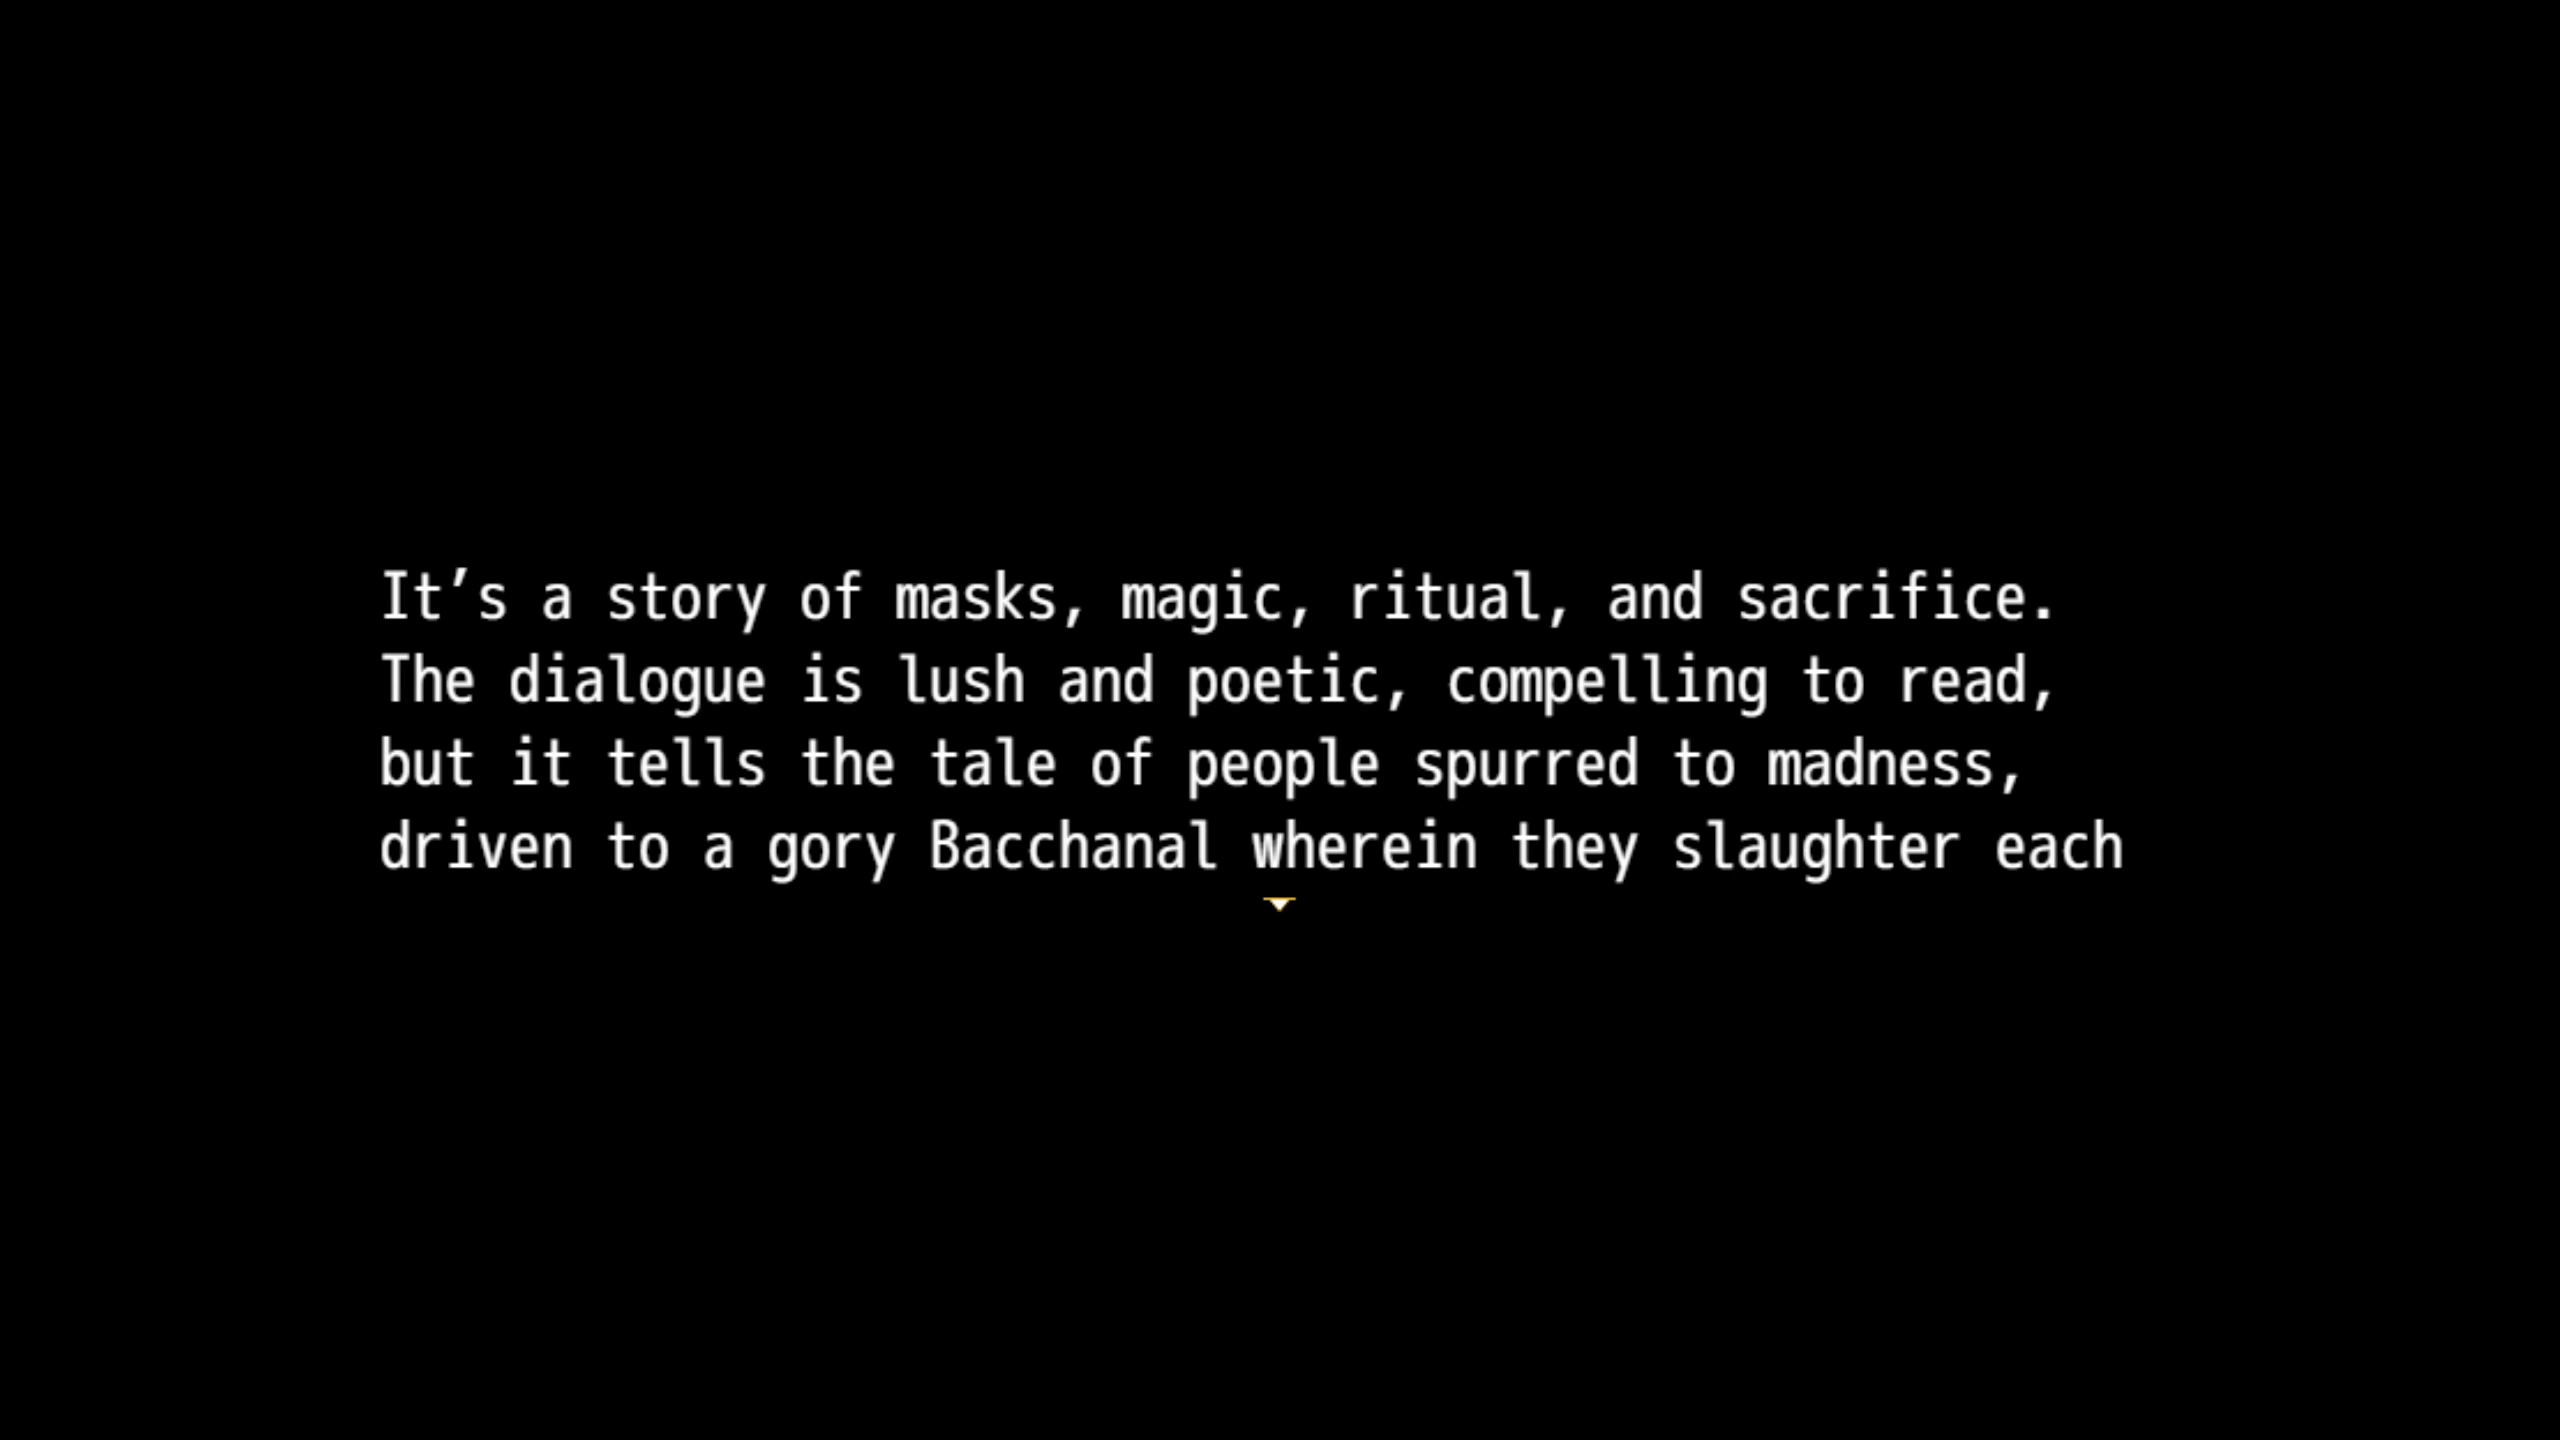 It’s a story of masks, magic, ritual, and sacrifice.
The dialogue is lush and poetic, compelling to read,
but it tells the tale of people spurred to madness,
driven to a gory Bacchanal wherein they slaughter each